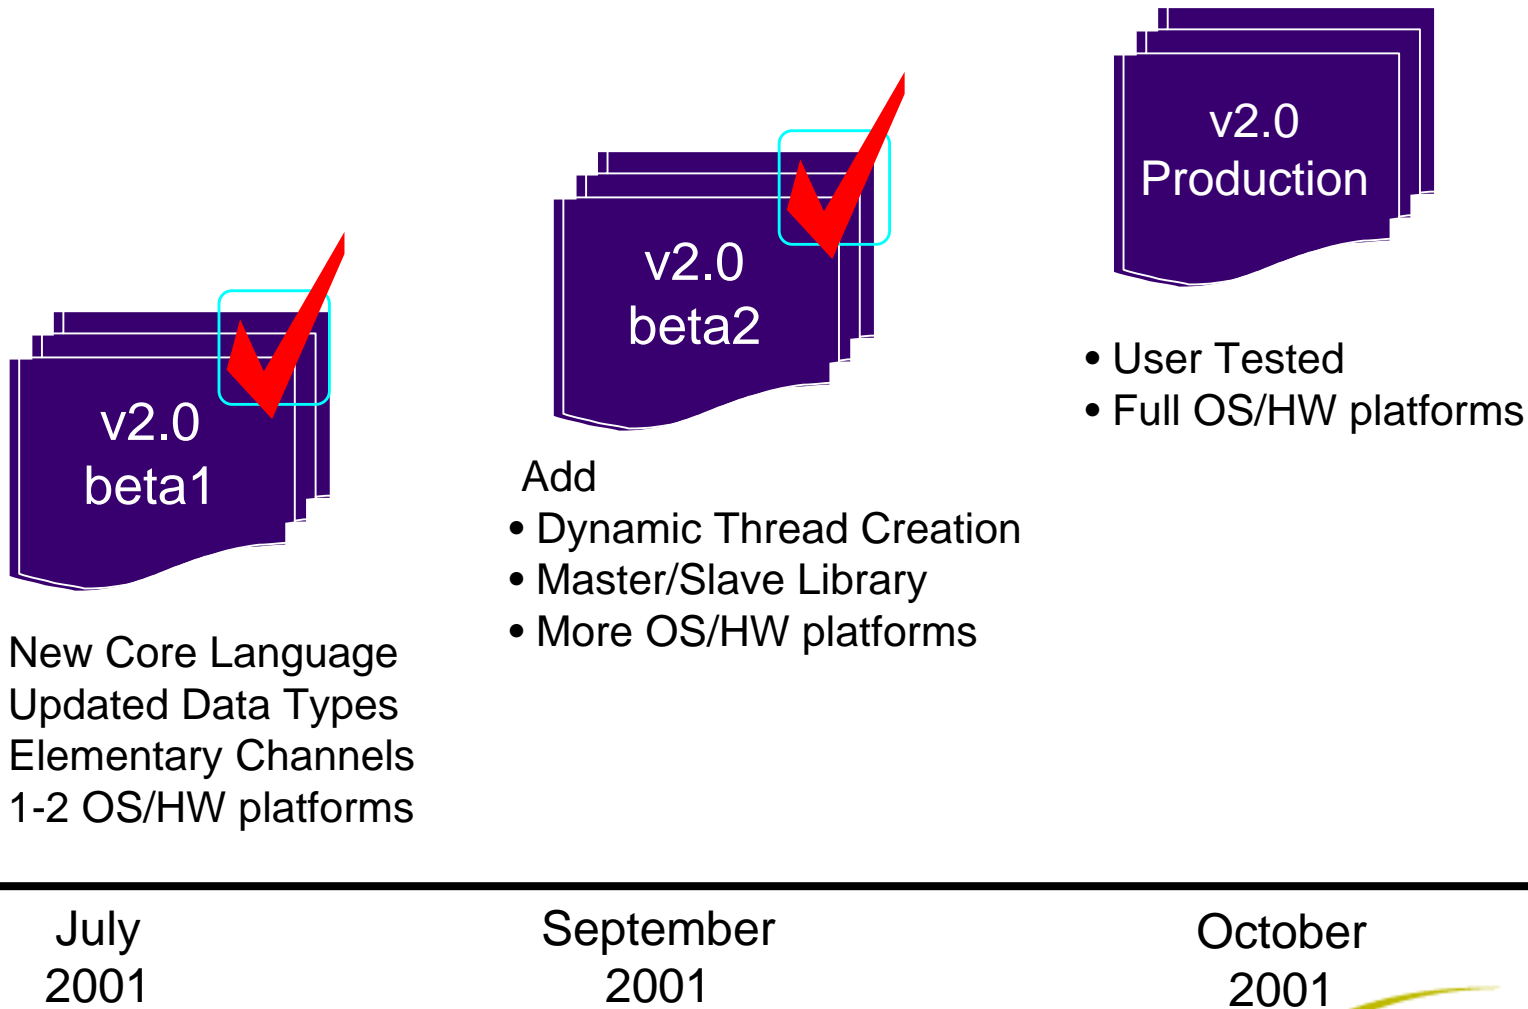 v2.0
beta1
New Core Language
Updated Data Types
Elementary Channels
1-2 OS/HW platforms
v2.0
beta2
Add
• Dynamic Thread Creation
• Master/Slave Library
• More OS/HW platforms
v2.0
Production
• User Tested
• Full OS/HW platforms
July
2001
September
2001
October
2001